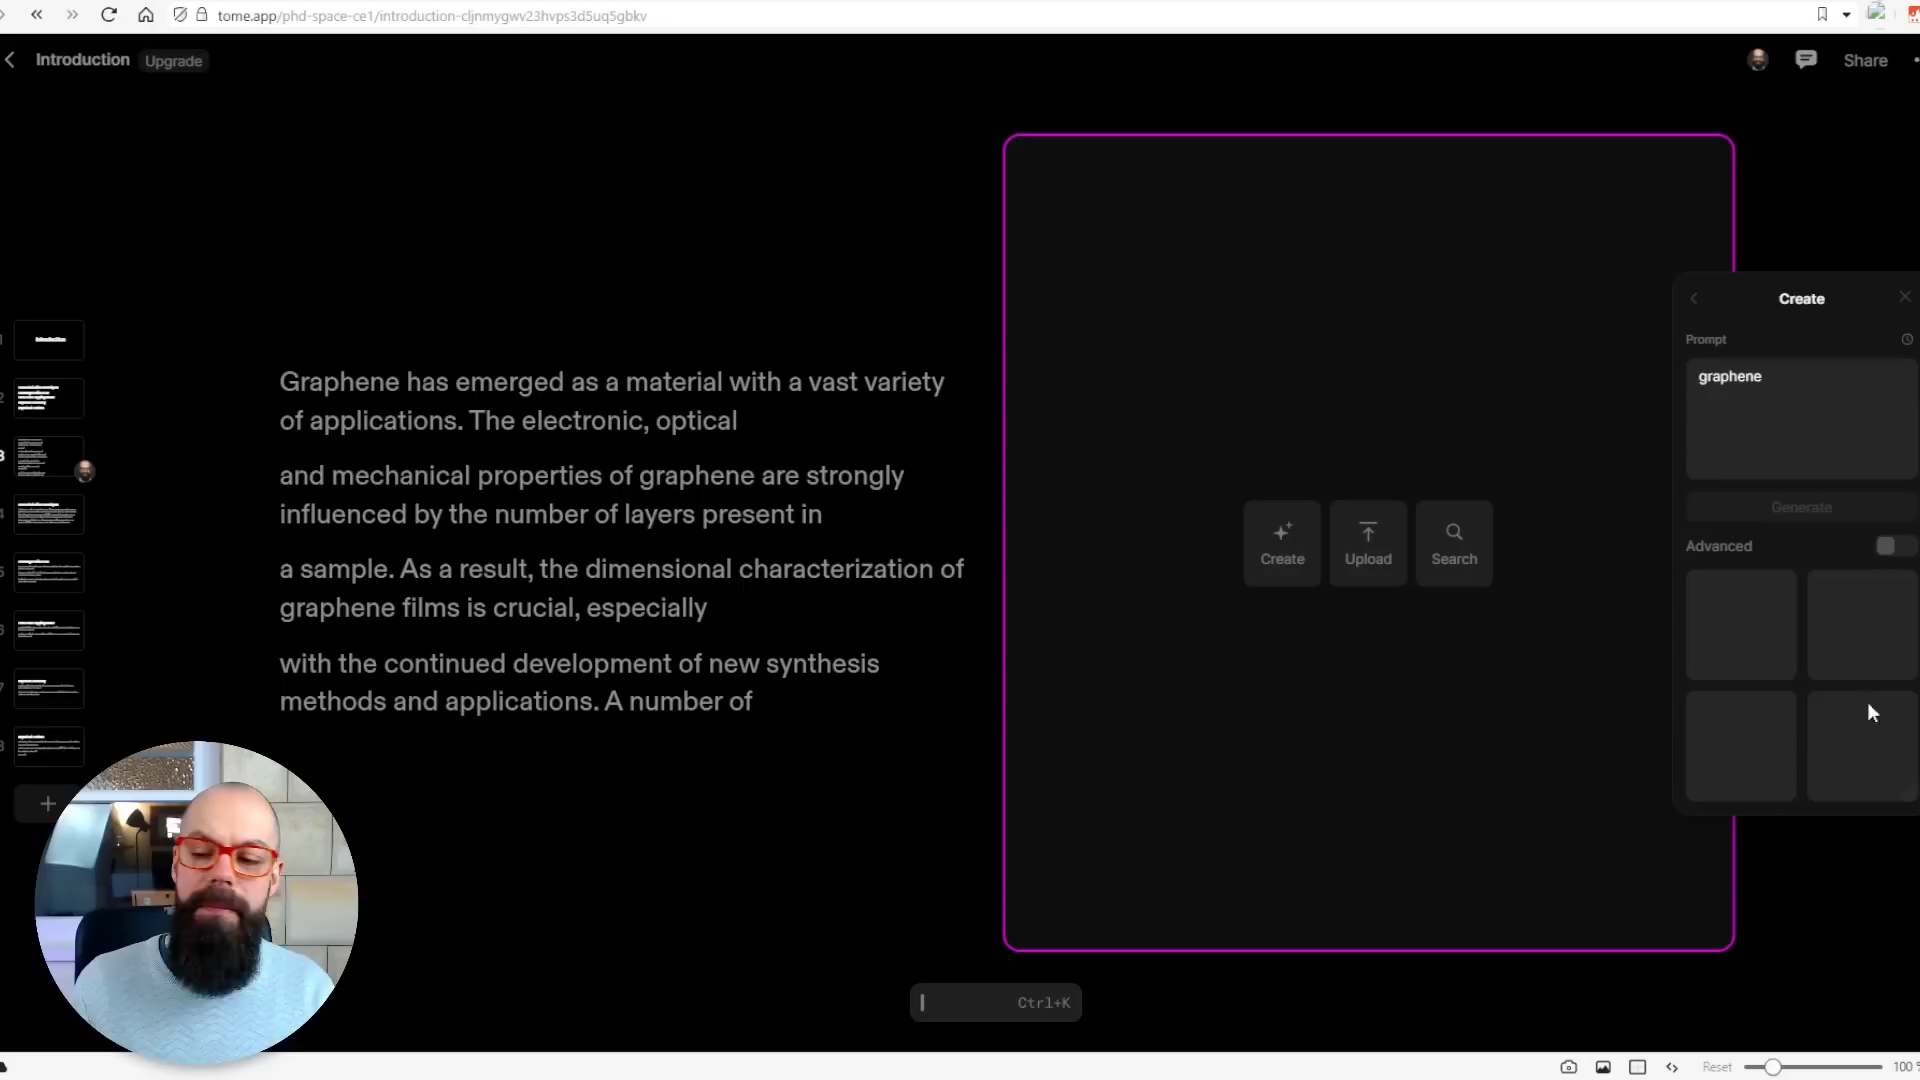 tome.app/phd-space-ce1/introduction-cljnmygwv23hvps3d5uq5gbkv
Introduction
Upgrade
Share
Graphene has emerged as a material with a vast variety
of applications. The electronic, optical
and mechanical properties of graphene are strongly
influenced by the number of layers present in
a sample. As a result, the dimensional characterization of
graphene films is crucial, especially
with the continued development of new synthesis
methods and applications. A number of
Create
Upload
Search
Create
Prompt
graphene
Generate
Advanced
Ctrl+K
Reset
100 %